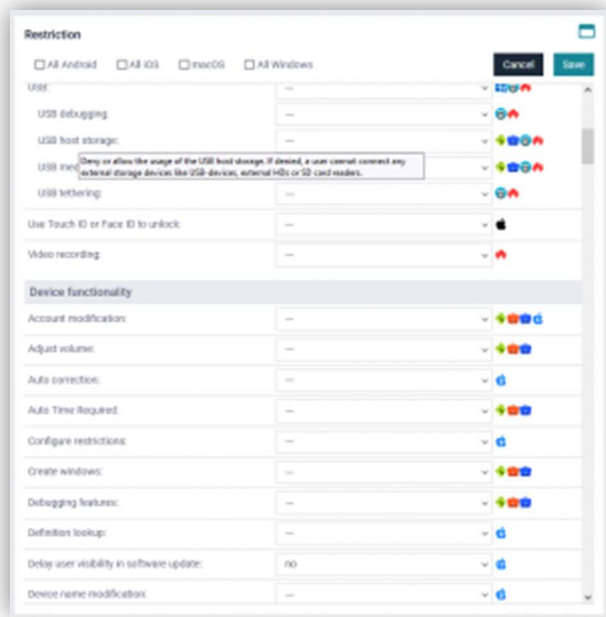 Restriction
All Android All iOS macOS All Windows Cancel Save
USB: —
USB debugging: —
USB host storage: —
Deny or allow the usage of the USB host storage. If denied, a user cannot connect any
external storage devices like USB-devices, external HDs or SD card readers.
USB med —
USB tethering: —
Use Touch ID or Face ID to unlock: —
Video recording: —
Device functionality
Account modification: —
Adjust volume: —
Auto correction: —
Auto Time Required: —
Configure restrictions: —
Create windows: —
Debugging features: —
Definition lookup: —
Delay user visibility in software update: no
Device name modification: —